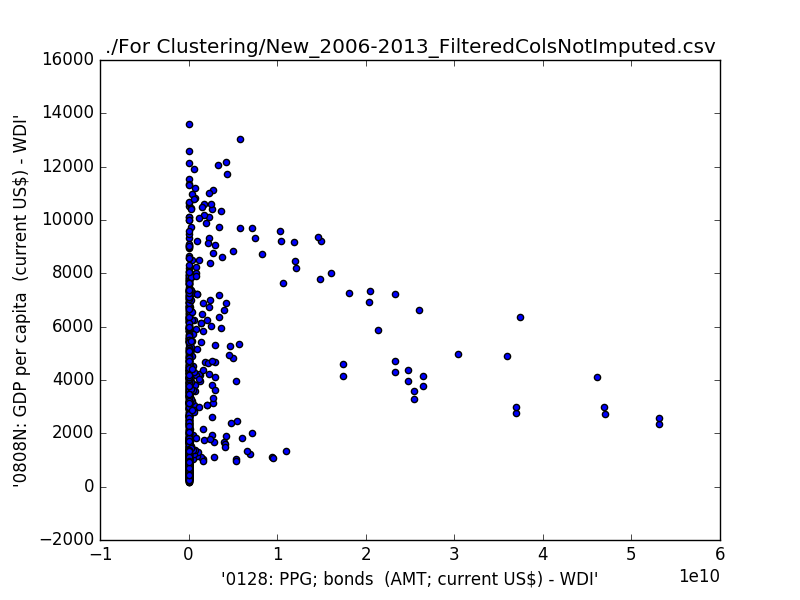 ./For Clustering/New_2006-2013_FilteredColsNotImputed.csv
16000
14000
12000
10000
8000
6000
4000
2000
0
−2000
'0808N: GDP per capita  (current US$) - WDI'
−1 0 1 2 3 4 5 6
1e10
'0128: PPG; bonds  (AMT; current US$) - WDI'